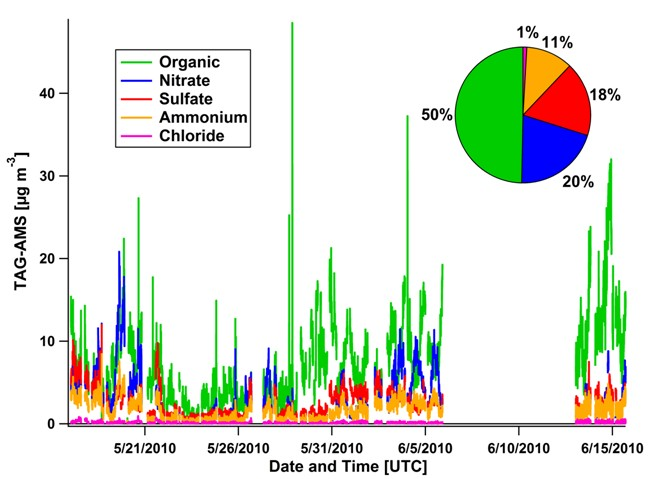 Organic
Nitrate
Sulfate
Ammonium
Chloride
1%
11%
18%
50%
20%
TAG-AMS [µg m-3]
40
30
20
10
0
5/21/2010
5/26/2010
5/31/2010
6/5/2010
6/10/2010
6/15/2010
Date and Time [UTC]